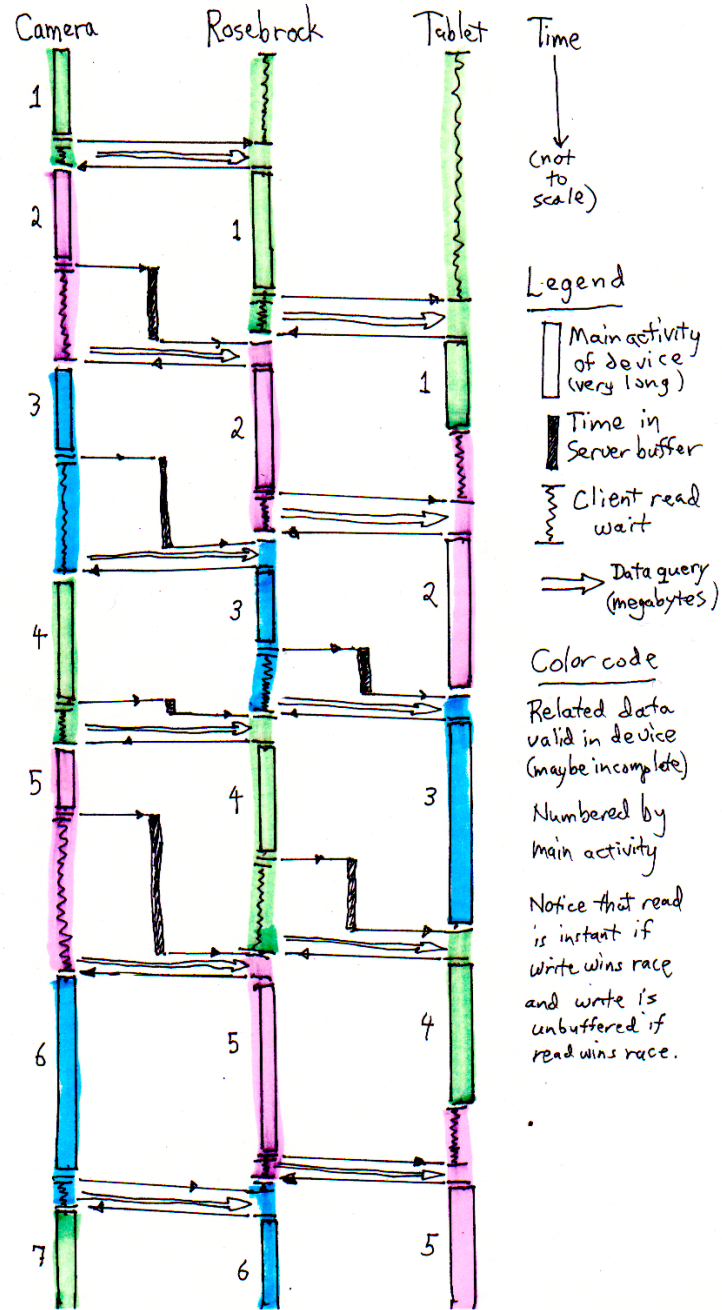 Camera
Rosebrock
Tablet
Time
(not
to
scale)
1
2
3
4
5
6
7
1
2
3
4
5
6
1
2
3
4
5
Legend
Main activity
of device
(very long)
Time in
Server buffer
Client read
wait
Data query
(megabytes)
Color code
Related data
valid in device
(maybe incomplete)
Numbered by
main activity
Notice that read
is instant if
write wins race
and write is
unbuffered if
read wins race.